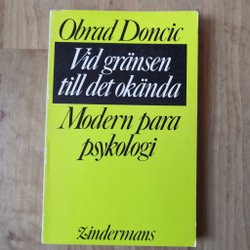 Obrad Doncic
Vid gränsen
till det okända
Modern para
psykologi
Zindermans